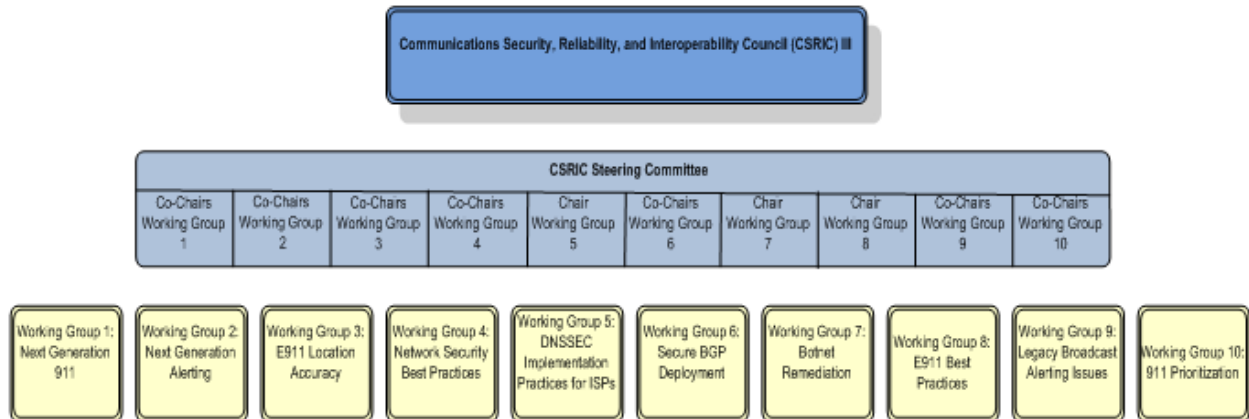 Communications Security, Reliability, and Interoperability Council (CSRIC) III
CSRIC Steering Committee
Co-Chairs
Working Group
1
Co-Chairs
Working Group
2
Co-Chairs
Working Group
3
Co-Chairs
Working Group
4
Chair
Working Group
5
Co-Chairs
Working Group
6
Chair
Working Group
7
Chair
Working Group
8
Co-Chairs
Working Group
9
Co-Chairs
Working Group
10
Working Group 1:
Next Generation
911
Working Group 2:
Next Generation
Alerting
Working Group 3:
E911 Location
Accuracy
Working Group 4:
Network Security
Best Practices
Working Group 5:
DNSSEC
Implementation
Practices for ISPs
Working Group 6:
Secure BGP
Deployment
Working Group 7:
Botnet
Remediation
Working Group 8:
E911 Best
Practices
Working Group 9:
Legacy Broadcast
Alerting Issues
Working Group 10:
911 Prioritization